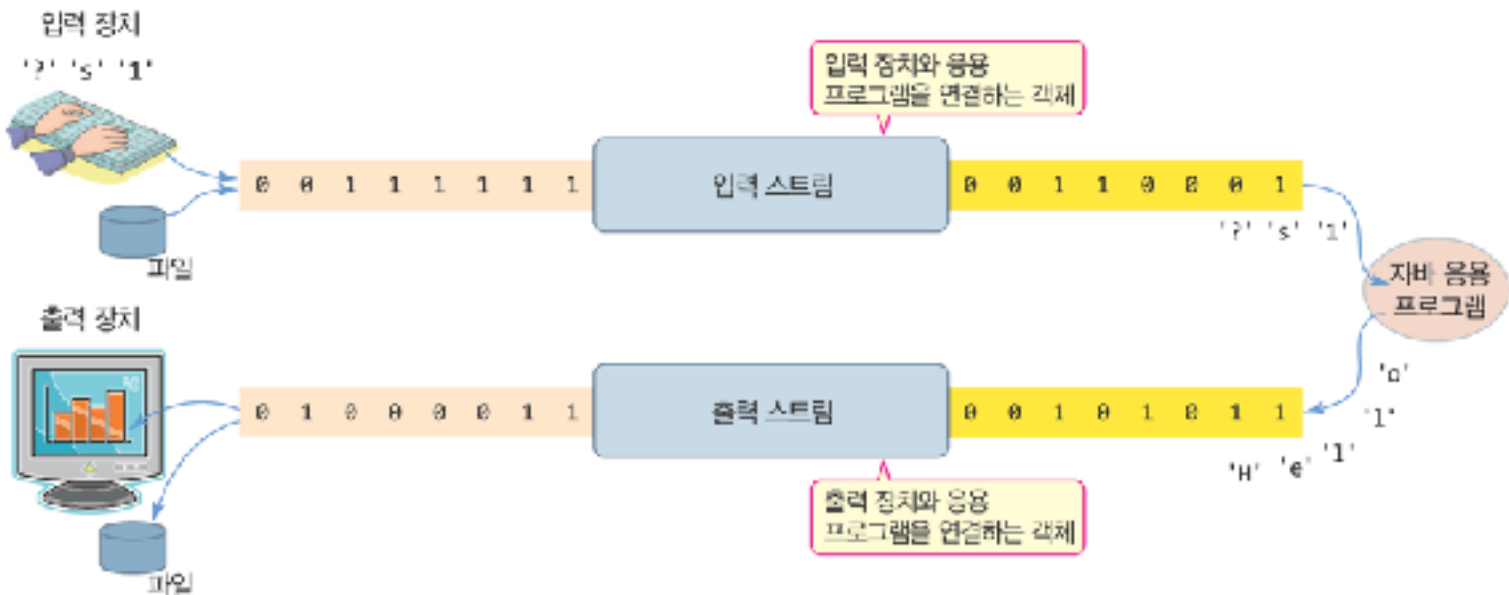 입력 장치
'?' 's' '1'
입력 장치와 응용
프로그램을 연결하는 객체
0 0 1 1 1 1 1 1
입력 스트림
0 0 1 1 0 0 0 1
'?' 's' '1'
파일
자바 응용
프로그램
출력 장치
0 1 0 0 0 0 1 1
출력 스트림
0 0 1 0 1 0 1 1
'o'
'l'
'H' 'e' 'l'
출력 장치와 응용
프로그램을 연결하는 객체
파일